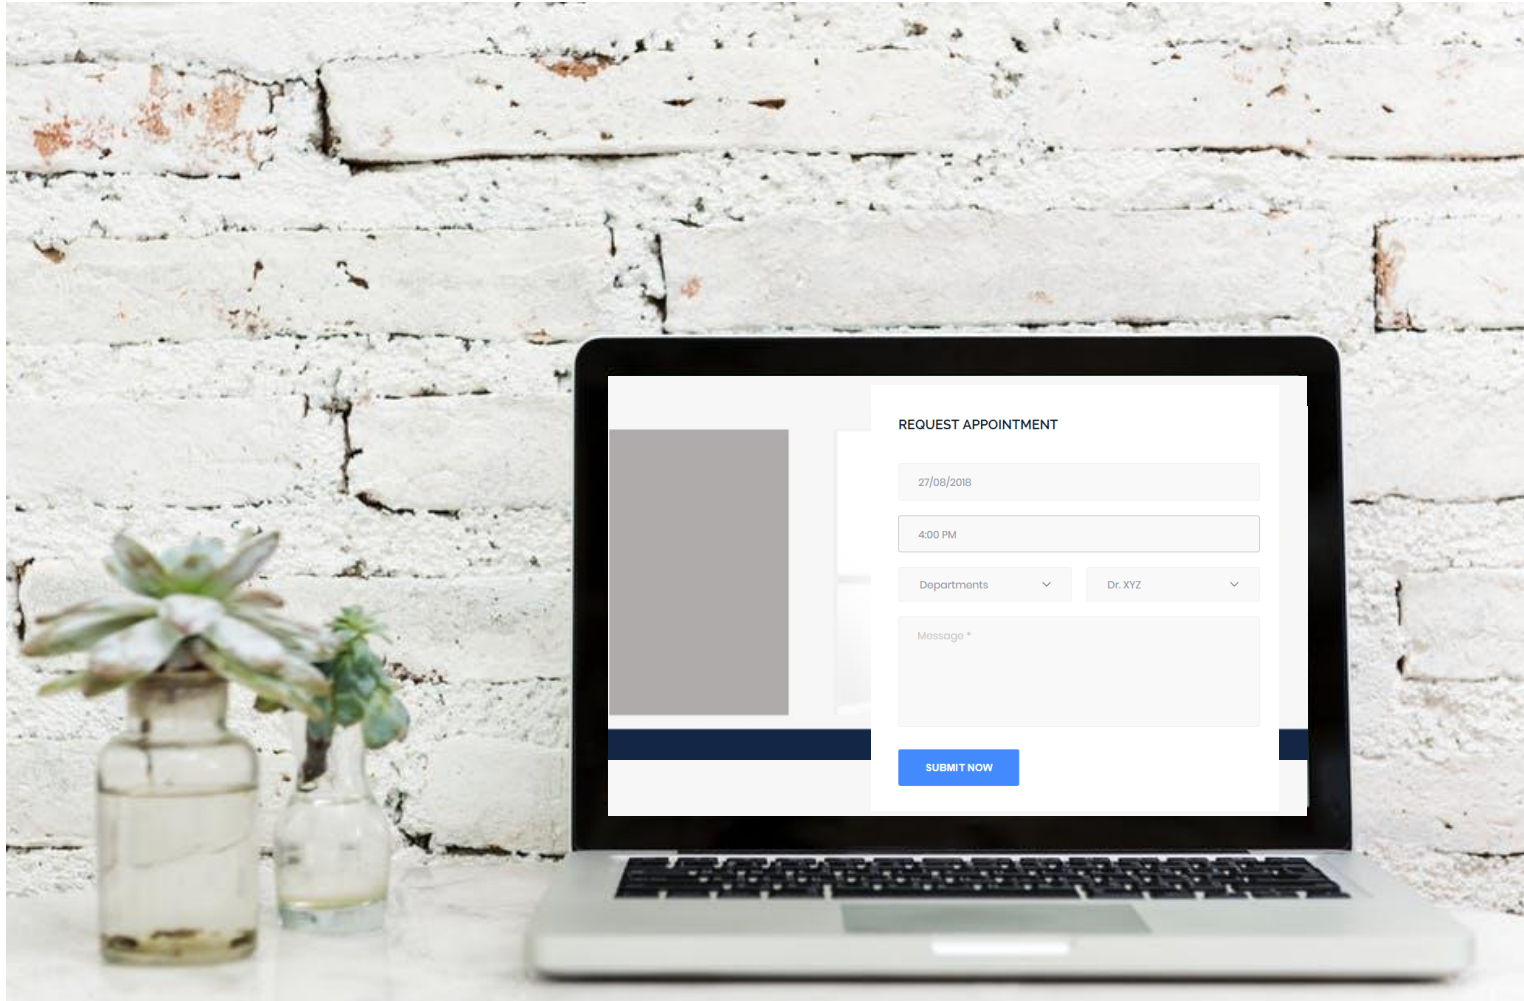 REQUEST APPOINTMENT
27/08/2018
4:00 PM
Departments
Dr. XYZ
Message *
SUBMIT NOW